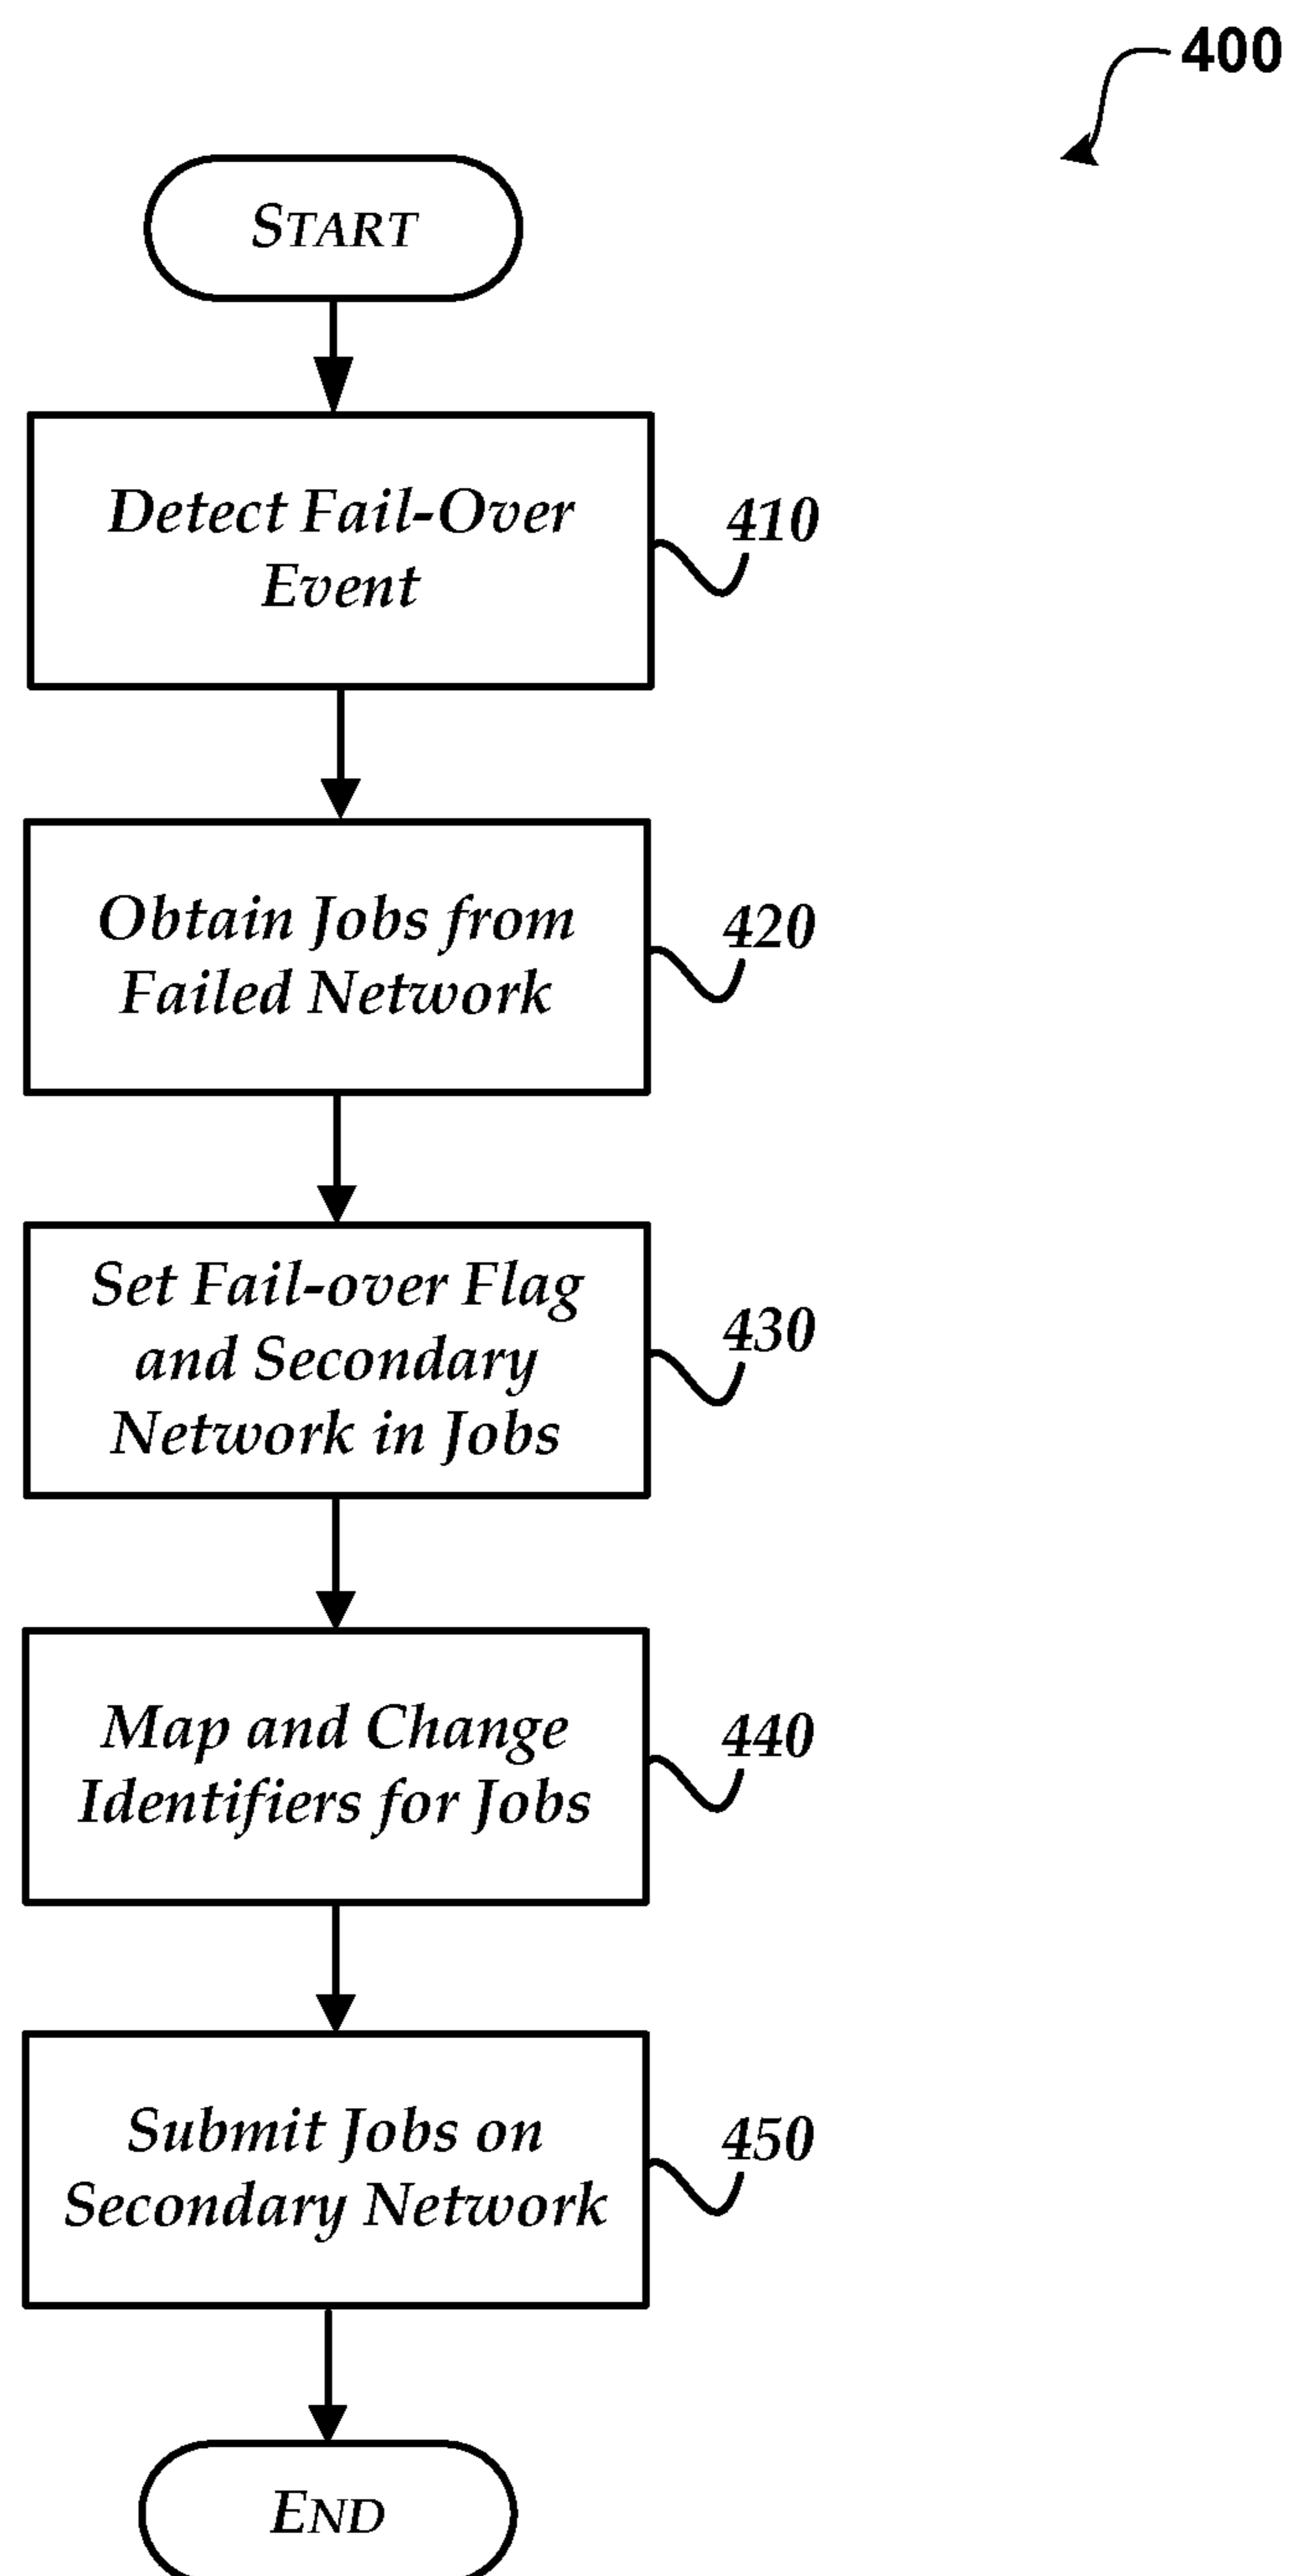 400
START
Detect Fail-Over
Event
410
Obtain Jobs from
Failed Network
420
Set Fail-over Flag
and Secondary
Network in Jobs
430
Map and Change
Identifiers for Jobs
440
Submit Jobs on
Secondary Network
450
END